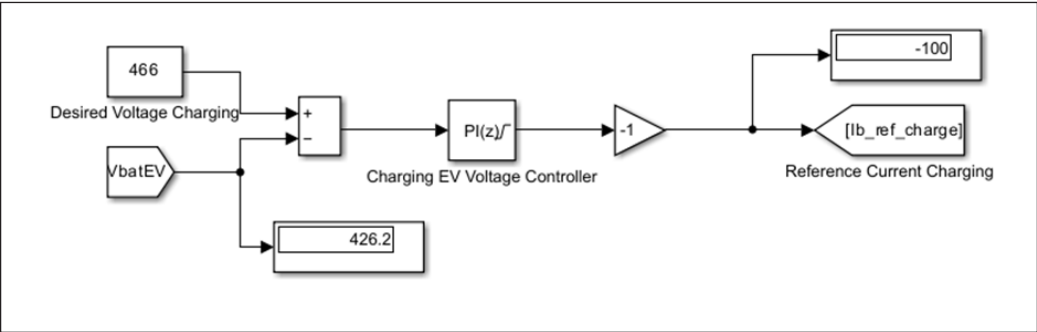 466
Desired Voltage Charging
+
−
VbatEV
426.2
PI(z)
Charging EV Voltage Controller
-1
-100
[Ib_ref_charge]
Reference Current Charging